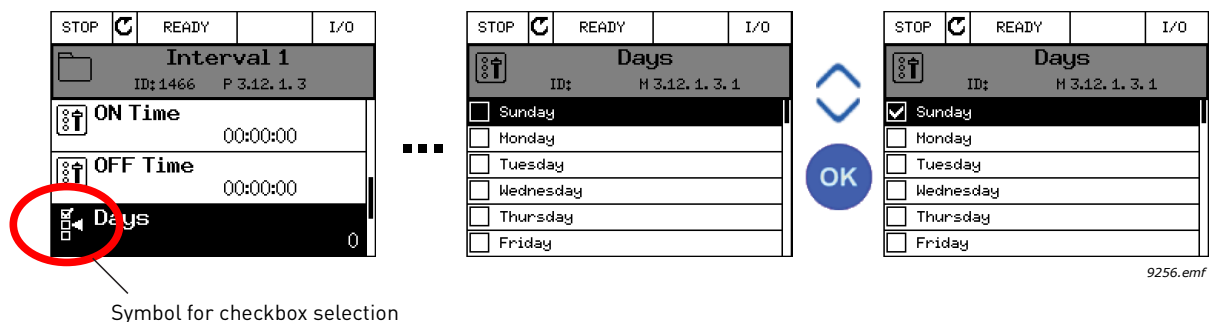 STOP READY I/O
Interval 1
ID:1466 P 3.12.1.3
ON Time
00:00:00
OFF Time
00:00:00
Days
0
Symbol for checkbox selection
STOP READY I/O
Days
ID: M 3.12.1.3.1
Sunday
Monday
Tuesday
Wednesday
Thursday
Friday
OK
STOP READY I/O
Days
ID: M 3.12.1.3.1
Sunday
Monday
Tuesday
Wednesday
Thursday
Friday
9256.emf